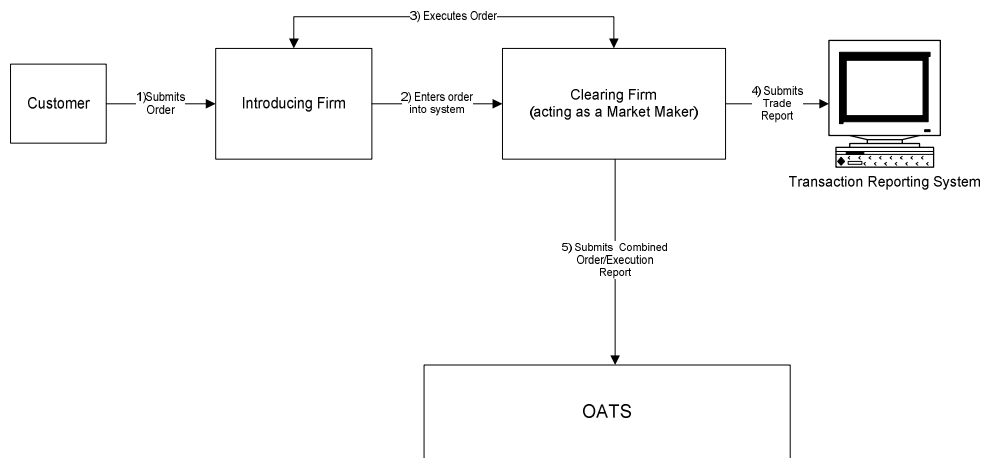 3) Executes Order
Customer
1)Submits
Order
Introducing Firm
2) Enters order
into system
Clearing Firm
(acting as a Market Maker)
4) Submits
Trade
Report
Transaction Reporting System
5) Submits Combined
Order/Execution
Report
OATS